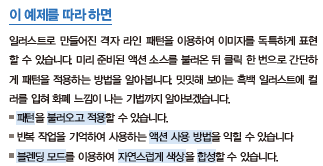 이 예제를 따라 하면
일러스트로 만들어진 격자 라인 패턴을 이용하여 이미지를 독특하게 표현
할 수 있습니다. 미리 준비된 액션 소스를 불러온 뒤 클릭 한 번으로 간단하
게 패턴을 적용하는 방법을 알아봅니다. 밋밋해 보이는 흑백 일러스트에 컬
러를 입혀 화폐 느낌이 나는 기법까지 알아보겠습니다.
■ 패턴을 불러오고 적용할 수 있습니다.
■ 반복 작업을 기억하여 사용하는 액션 사용 방법을 익힐 수 있습니다
■ 블렌딩 모드를 이용하여 자연스럽게 색상을 합성할 수 있습니다.